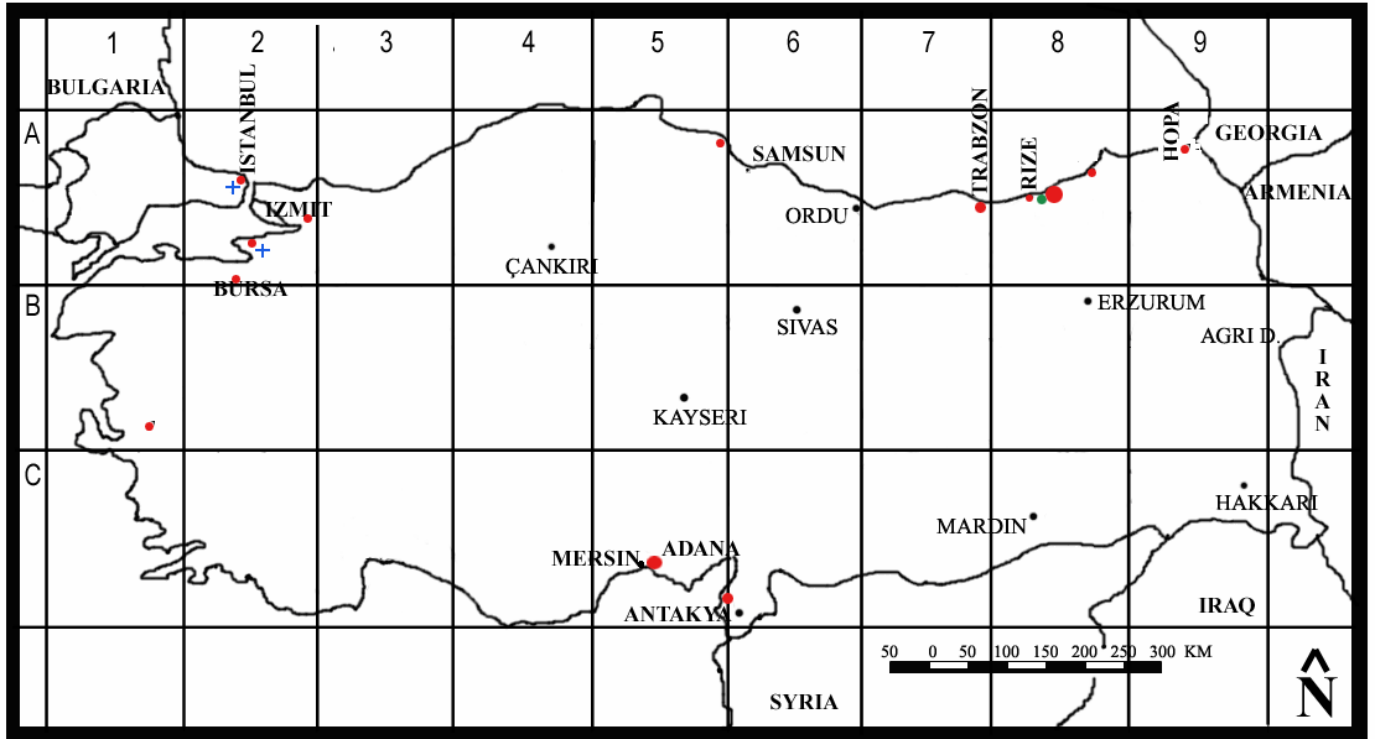 1 2 3 4 5 6 7 8 9
BULGARIA
ISTANBUL
A
TRABZON
RIZE
HOPA
GEORGIA
SAMSUN
ARMENIA
IZMIT
ORDU
ÇANKIRI
BURSA
B
ERZURUM
SIVAS
AGRI D.
IRAN
KAYSERI
C
HAKKARI
MARDIN
MERSIN
ADANA
ANTAKYA
IRAQ
50 0 50 100 150 200 250 300 KM
SYRIA
N